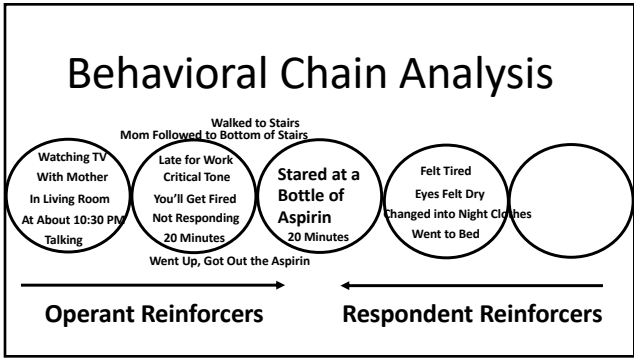 Behavioral Chain Analysis
Walked to Stairs
Mom Followed to Bottom of Stairs
Watching TV
With Mother
In Living Room
At About 10:30 PM
Talking
Late for Work
Critical Tone
You'll Get Fired
Not Responding
20 Minutes
Went Up, Got Out the Aspirin
Stared at a
Bottle of
Aspirin
20 Minutes
Felt Tired
Eyes Felt Dry
Changed into Night Clothes
Went to Bed
Operant Reinforcers
Respondent Reinforcers